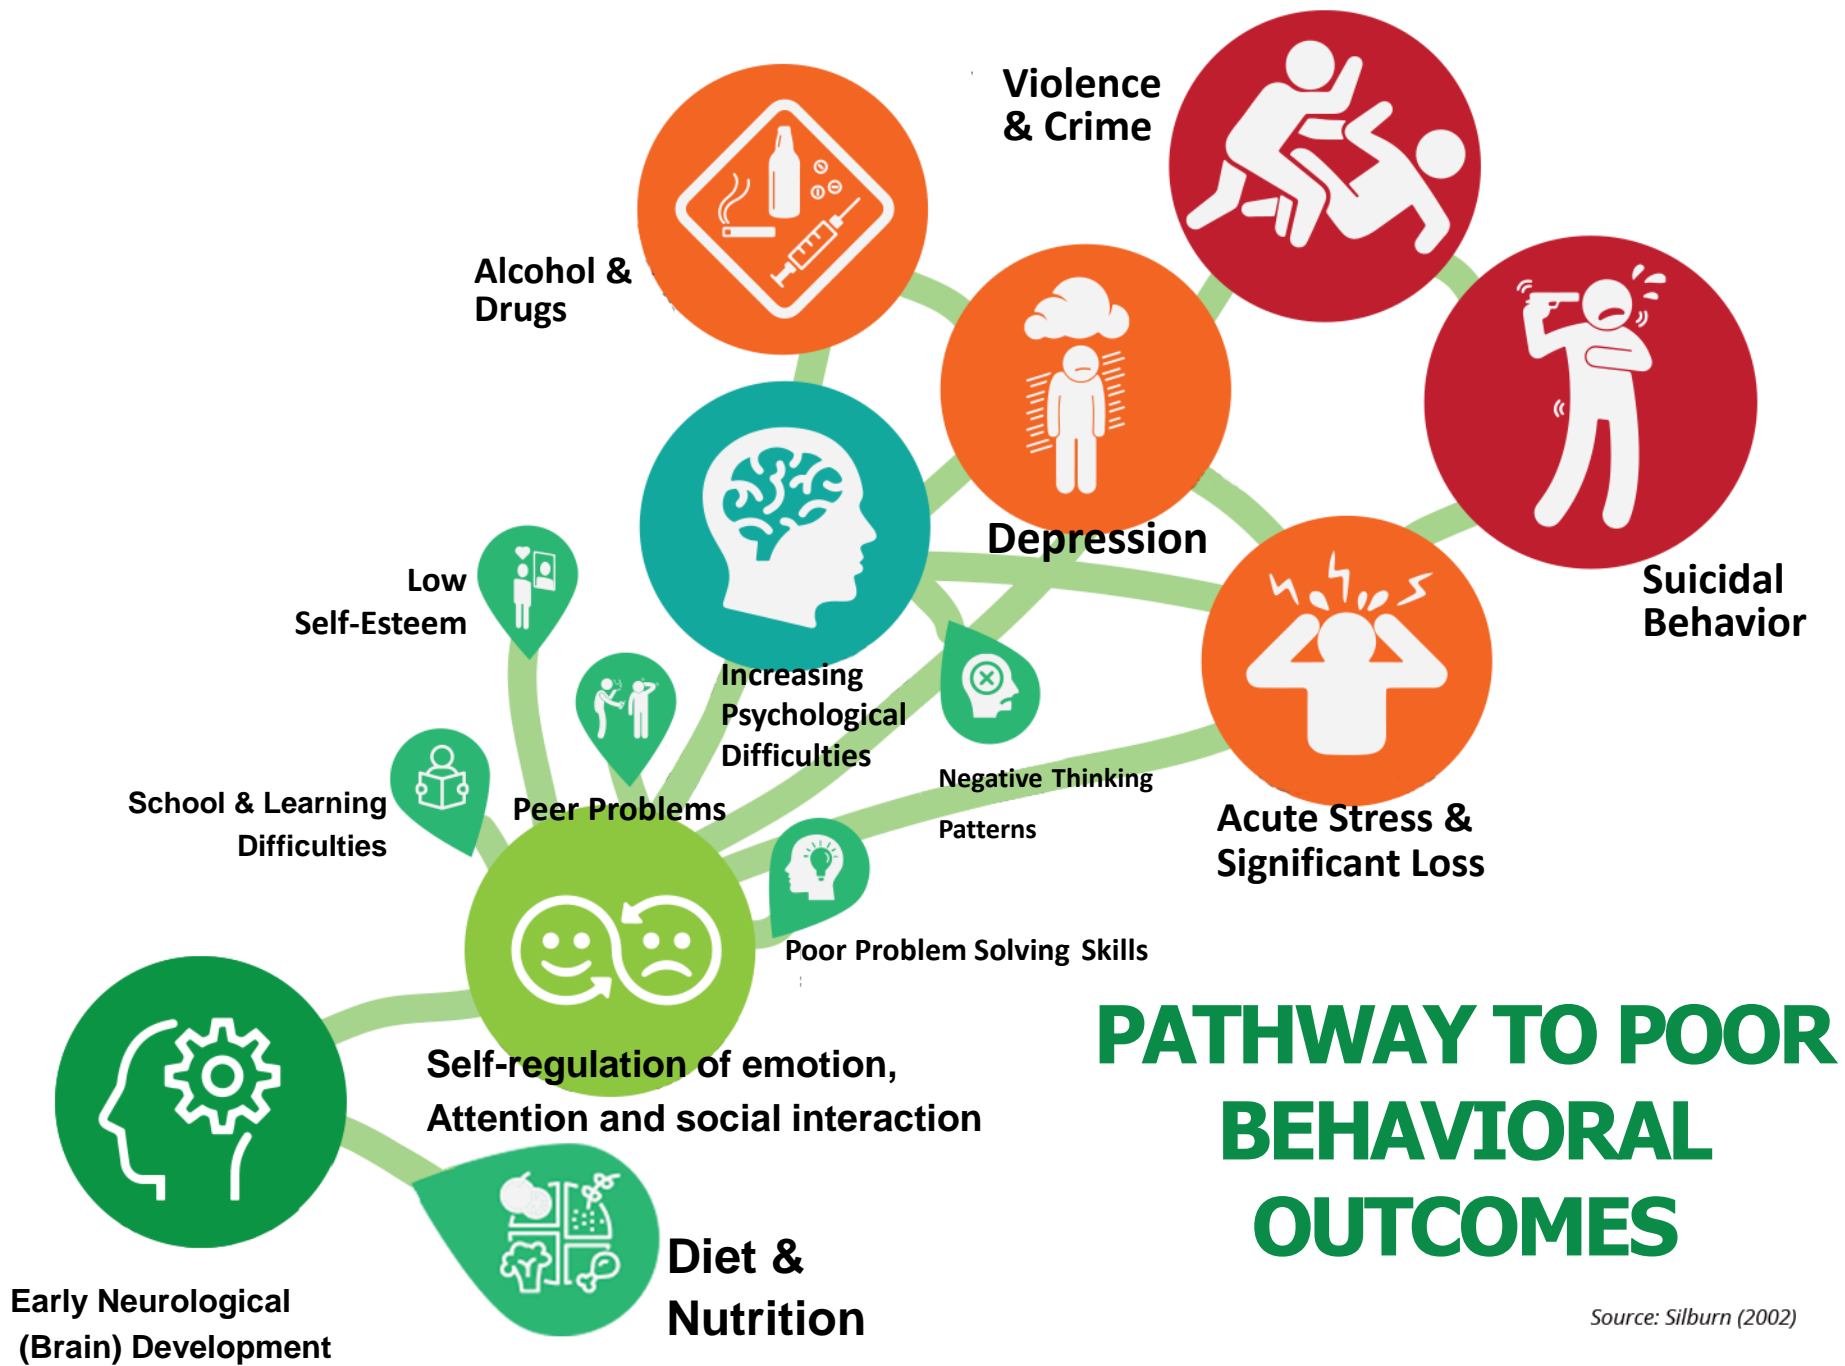 Violence
& Crime
Alcohol &
Drugs
Depression
Suicidal
Behavior
Low
Self-Esteem
Increasing
Psychological
Difficulties
Negative Thinking
Patterns
School & Learning
Difficulties
Peer Problems
Acute Stress &
Significant Loss
Poor Problem Solving Skills
Self-regulation of emotion,
Attention and social interaction
PATHWAY TO POOR
BEHAVIORAL
OUTCOMES
Diet &
Nutrition
Early Neurological
(Brain) Development
Source: Silburn (2002)